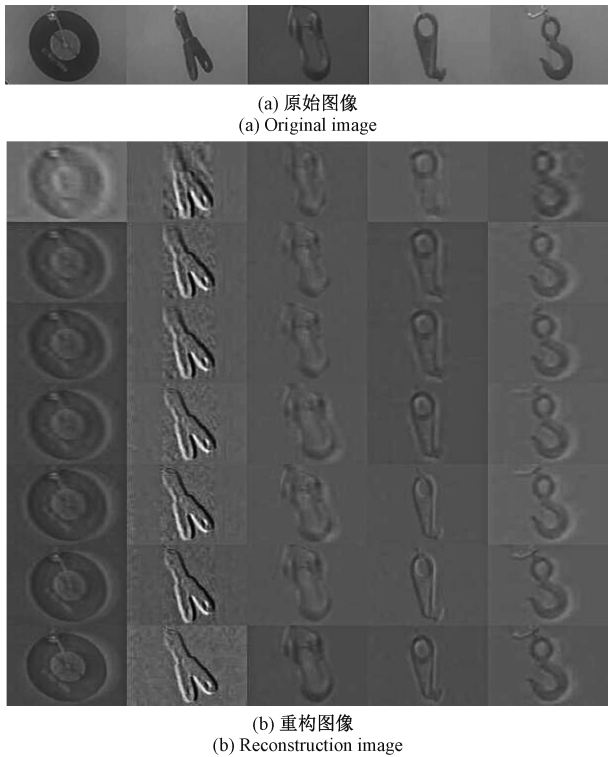 (a) 原始图像
(a) Original image
(b) 重构图像
(b) Reconstruction image